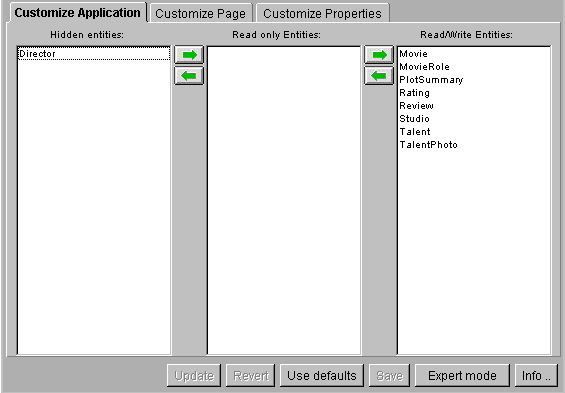 Customize Application Customize Page Customize Properties
Hidden entities: Read only Entities: Read/Write Entities:
Director
Movie
MovieRole
PlotSummary
Rating
Review
Studio
Talent
TalentPhoto
Update Revert Use defaults Save Expert mode Info ..